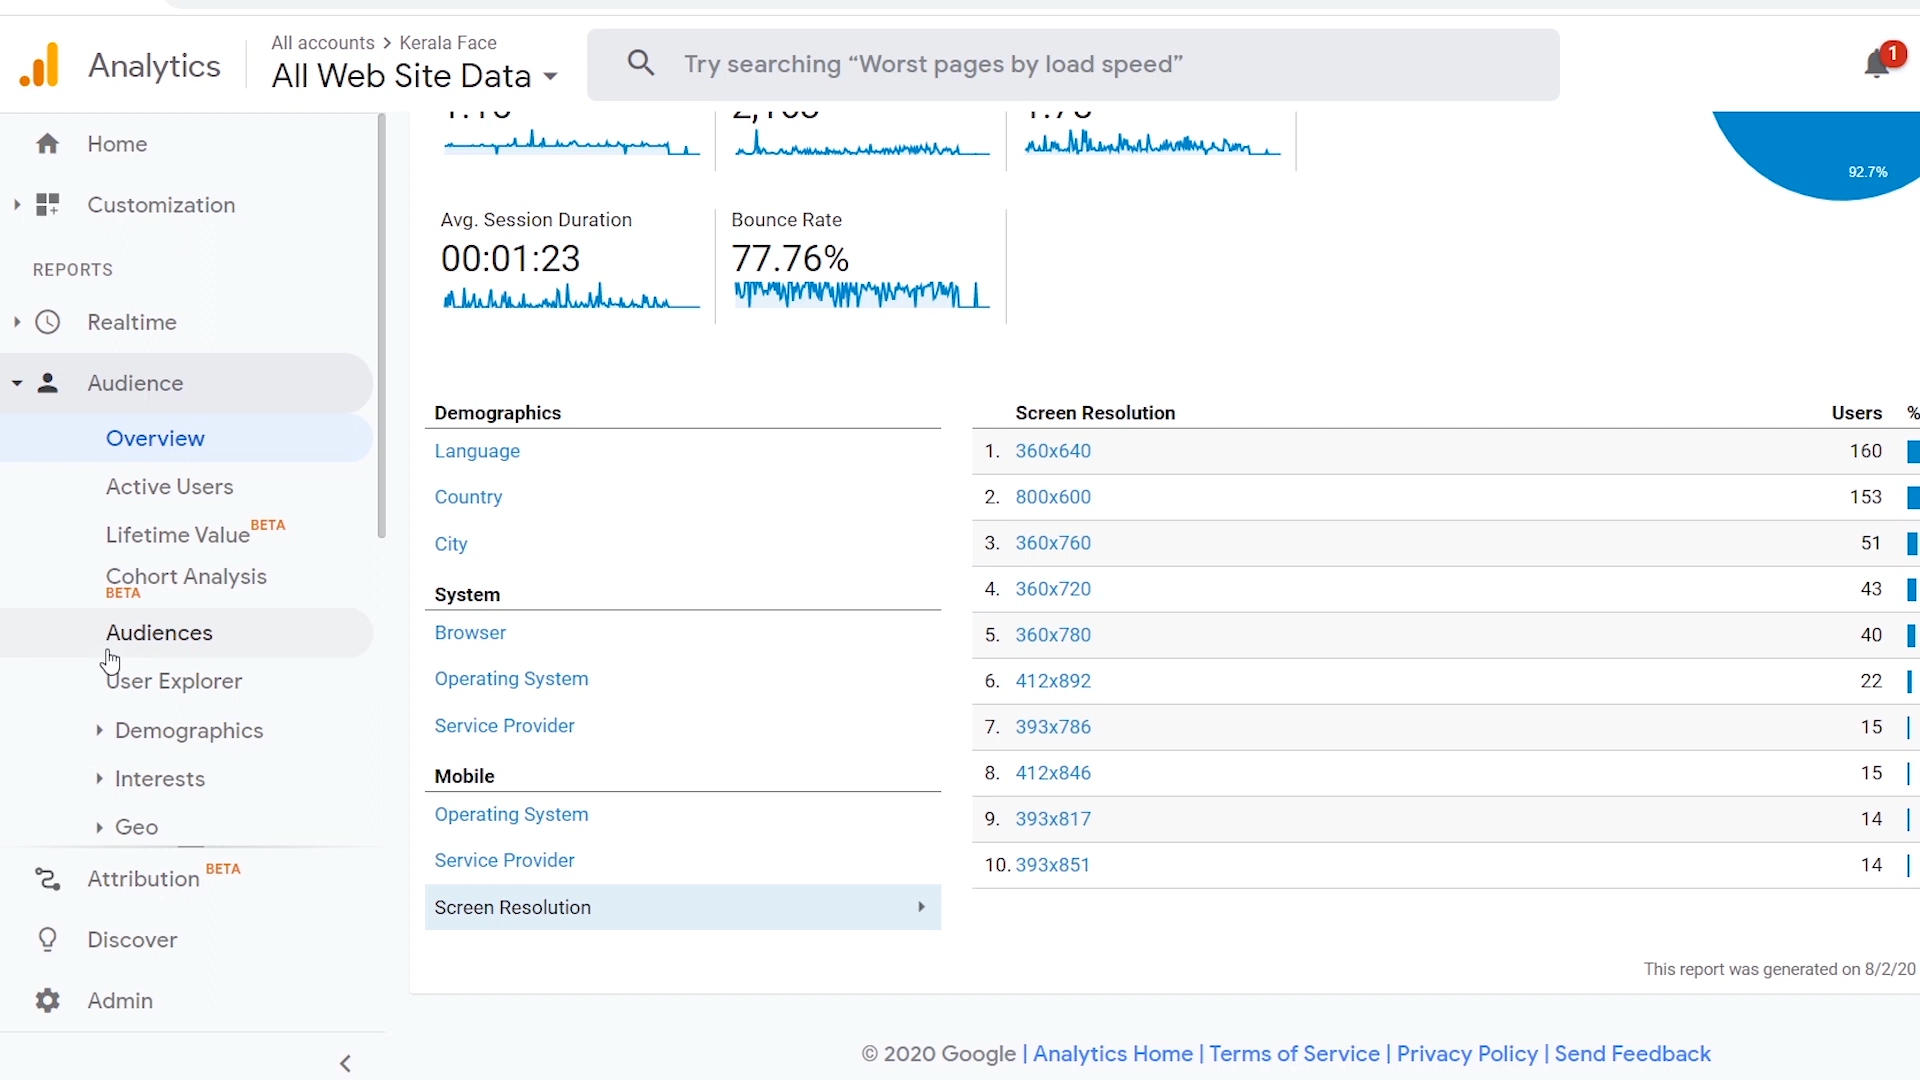 Analytics
All accounts > Kerala Face
All Web Site Data
Try searching “Worst pages by load speed”
1
Home
Customization
REPORTS
Realtime
Audience
Overview
Active Users
Lifetime Value BETA
Cohort Analysis
BETA
Audiences
User Explorer
Demographics
Interests
Geo
Attribution BETA
Discover
Admin
92.7%
Avg. Session Duration
00:01:23
Bounce Rate
77.76%
Demographics
Language
Country
City
System
Browser
Operating System
Service Provider
Mobile
Operating System
Service Provider
Screen Resolution
Screen Resolution Users %
1. 360x640 160
2. 800x600 153
3. 360x760 51
4. 360x720 43
5. 360x780 40
6. 412x892 22
7. 393x786 15
8. 412x846 15
9. 393x817 14
10. 393x851 14
This report was generated on 8/2/20
© 2020 Google | Analytics Home | Terms of Service | Privacy Policy | Send Feedback